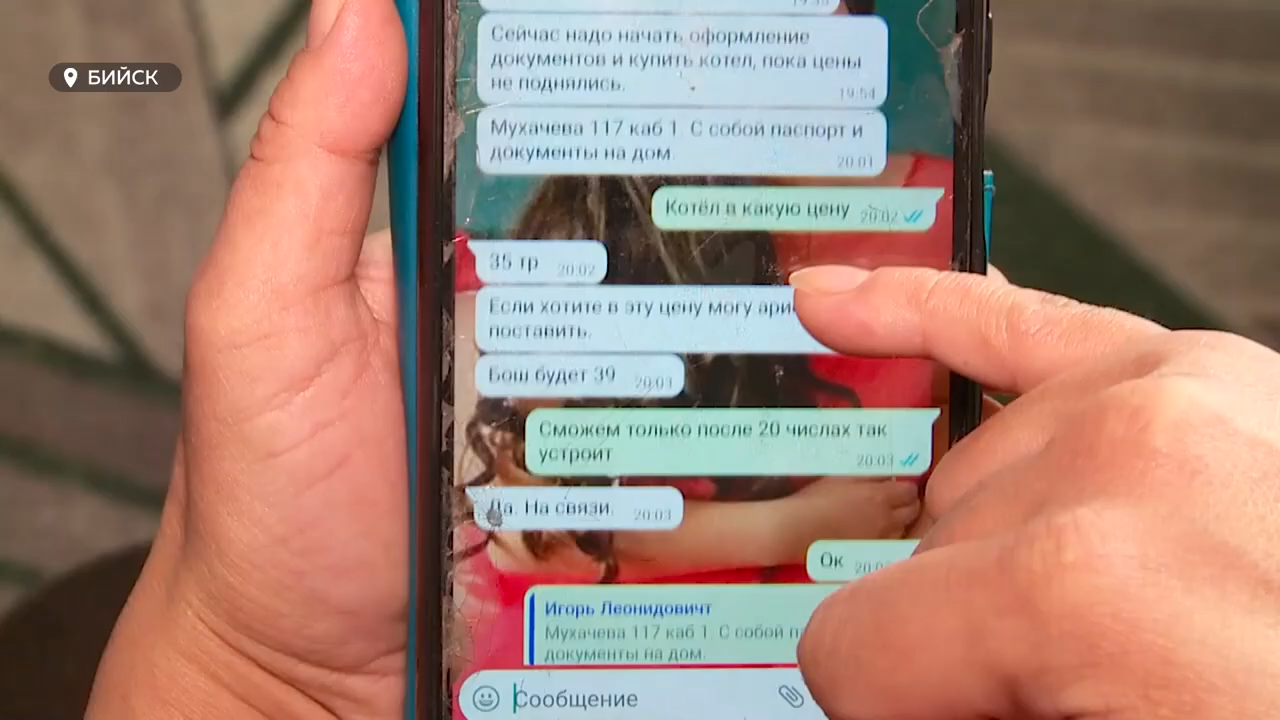 БИЙСК
Сейчас надо начать оформление
документов и купить котел, пока цены
не поднялись.
19:54
Мухачева 117 каб 1. С собой паспорт и
документы на дом.
20:01
Котёл в какую цену 20:02
35 тр 20:02
Если хотите в эту цену могу
поставить.
Бош будет 39 20:03
Сможем только после 20 числах так
устроит 20:03
Да. На связи. 20:03
Ок
Игорь Леонидовичт
Мухачева 117 каб 1. С собой
документы на дом.
Сообщение